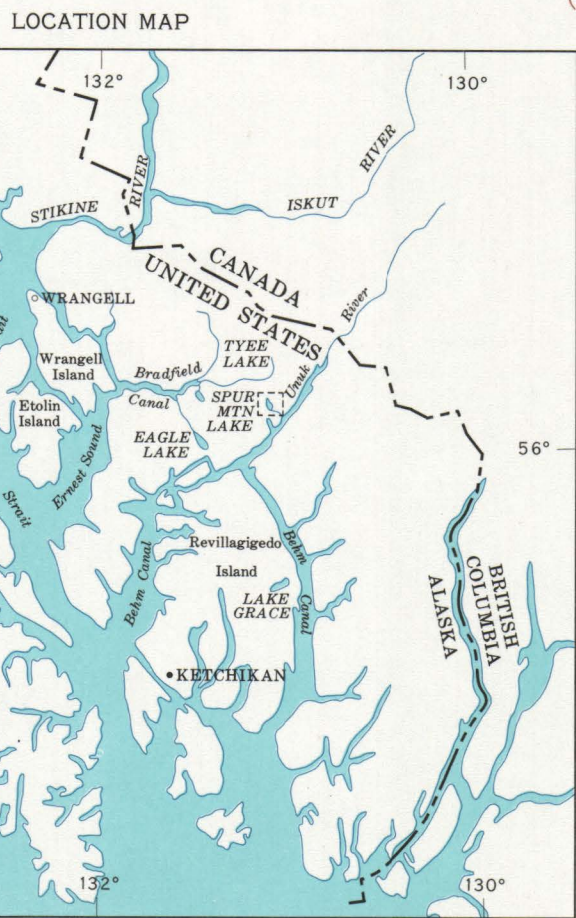 LOCATION MAP
132°
130°
RIVER
RIVER
STIKINE
ISKUT
CANADA
UNITED STATES
WRANGELL
River
TYEE
LAKE
Wrangell
Island
Bradfield
Canal
Unuk
SPUR
MTN
LAKE
Etolin
Island
EAGLE
LAKE
56°
Ernest Sound
Strait
Behm
Canal
Revillagigedo
Island
BRITISH
COLUMBIA
ALASKA
Behm Canal
LAKE
GRACE
KETCHIKAN
132°
130°